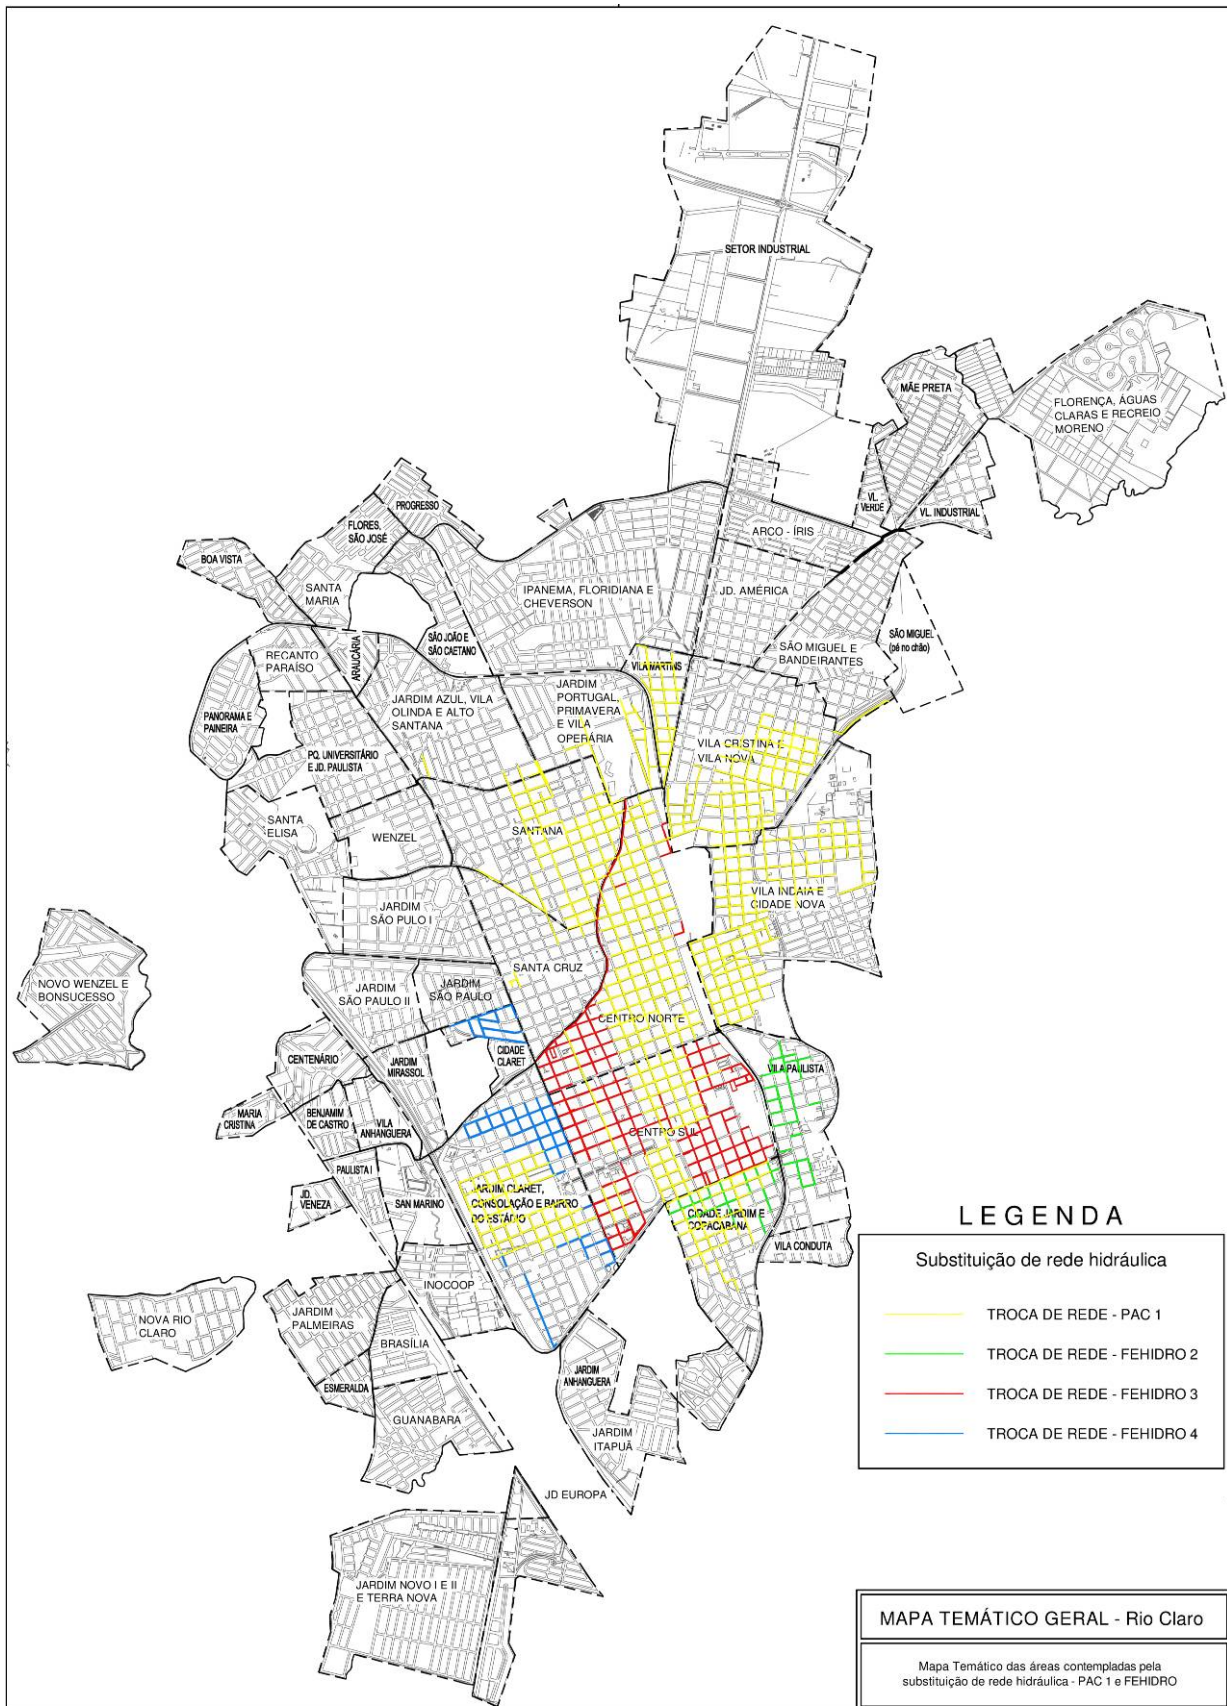 SETOR INDUSTRIAL
MÃE PRETA
FLORENÇA, ÁGUAS
CLARAS E RECREIO
MORENO
VL.
VERDE
VL. INDUSTRIAL
PROGRESSO
FLORES,
SÃO JOSÉ
ARCO - ÍRIS
BOA VISTA
SANTA
MARIA
IPANEMA, FLORIDIANA E
CHEVERSON
JD. AMÉRICA
SÃO JOÃO E
SÃO CAETANO
ARAUCÁRIA
RECANTO
PARAÍSO
SÃO MIGUEL E
BANDEIRANTES
SÃO MIGUEL
(pé no chão)
VILA MARTINS
JARDIM
PORTUGAL,
PRIMAVERA
E VILA
OPERÁRIA
JARDIM AZUL, VILA
OLINDA E ALTO
SANTANA
PANORAMA E
PAINEIRA
PQ. UNIVERSITÁRIO
E JD. PAULISTA
VILA CRISTINA E
VILA NOVA
SANTA
ELISA
WENZEL
SANTANA
VILA INDAIA E
CIDADE NOVA
JARDIM
SÃO PULO I
SANTA CRUZ
NOVO WENZEL E
BONSUCESSO
JARDIM
SÃO PAULO II
JARDIM
SÃO PAULO
CENTRO NORTE
CIDADE
CLARET
CENTENÁRIO
JARDIM
MIRASSOL
VILA PAULISTA
MARIA
CRISTINA
BENJAMIM
DE CASTRO
VILA
ANHANGUERA
CENTRO SUL
PAULISTA I
JD.
VENEZA
SAN MARINO
JARDIM CLARET,
CONSOLAÇÃO E BAIRRO
DO ESTÁDIO
CIDADE JARDIM E
COPACABANA
VILA CONDUTA
INOCOOP
NOVA RIO
CLARO
JARDIM
PALMEIRAS
BRASÍLIA
ESMERALDA
JARDIM
ANHANGUERA
GUANABARA
JARDIM
ITAPUÃ
JD EUROPA
JARDIM NOVO I E II
E TERRA NOVA
LEGENDA
Substituição de rede hidráulica
TROCA DE REDE - PAC 1
TROCA DE REDE - FEHIDRO 2
TROCA DE REDE - FEHIDRO 3
TROCA DE REDE - FEHIDRO 4
MAPA TEMÁTICO GERAL - Rio Claro
Mapa Temático das áreas contempladas pela
substituição de rede hidráulica - PAC 1 e FEHIDRO